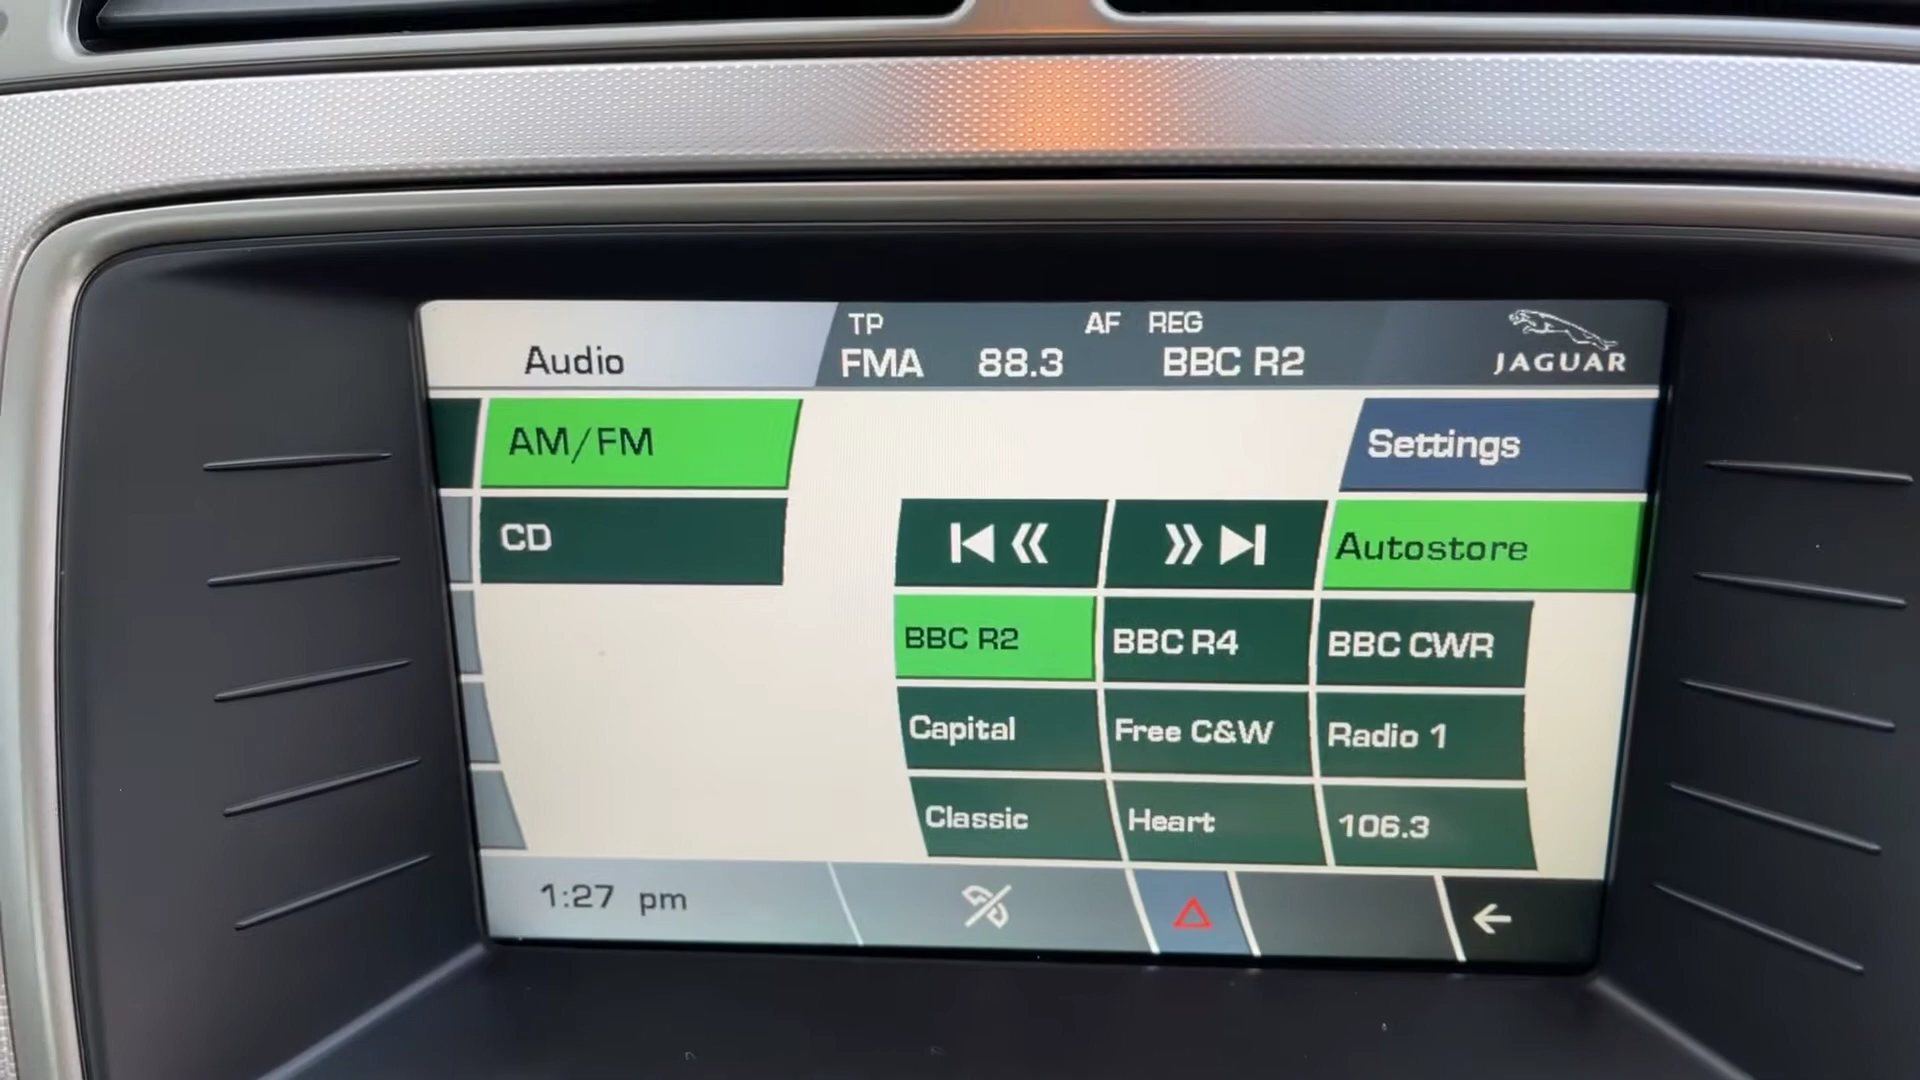 TP AF REG
Audio FMA 88.3 BBC R2 JAGUAR
AM/FM Settings
CD Autostore
BBC R2 BBC R4 BBC CWR
Capital Free C&W Radio 1
Classic Heart 106.3
1:27 pm